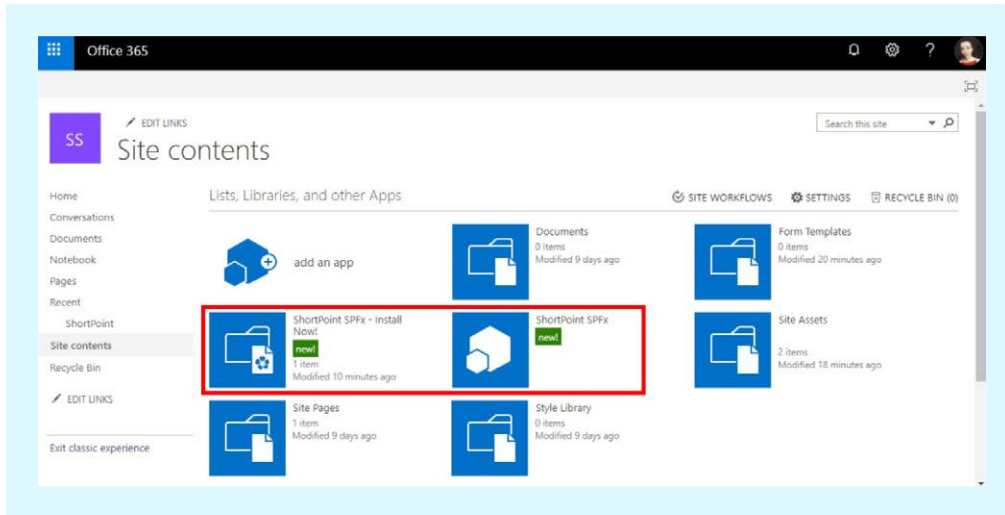 Office 365
?
EDIT LINKS
SS
Site contents
Search this site
Home
Conversations
Documents
Notebook
Pages
Recent
ShortPoint
Site contents
Recycle Bin
EDIT LINKS
Exit classic experience
Lists, Libraries, and other Apps
SITE WORKFLOWS
SETTINGS
RECYCLE BIN (0)
add an app
Documents
0 items
Modified 9 days ago
Form Templates
0 items
Modified 20 minutes ago
ShortPoint SPFx - Install
Now!
new!
1 item
Modified 10 minutes ago
ShortPoint SPFx
new!
Site Assets
2 items
Modified 18 minutes ago
Site Pages
1 item
Modified 9 days ago
Style Library
0 items
Modified 9 days ago